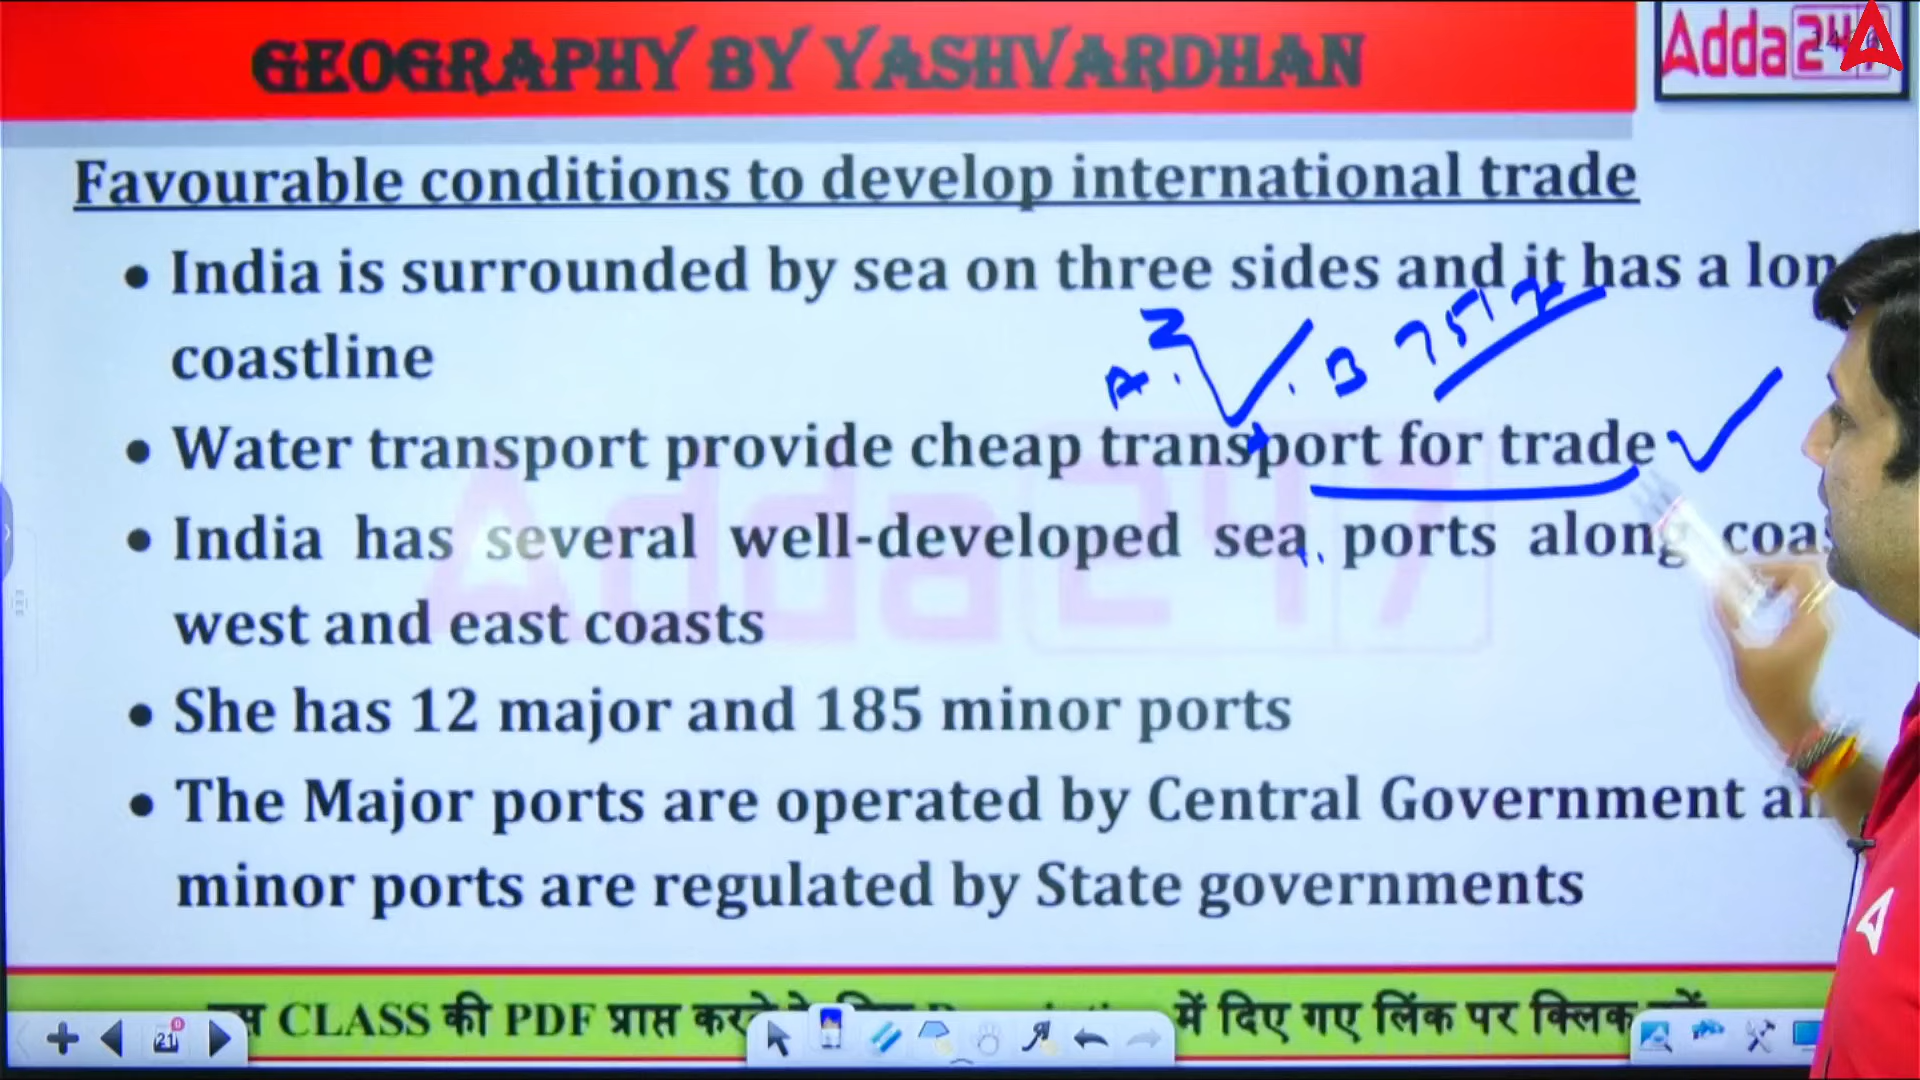 GEOGRAPHY BY YASHVARDHAN
Adda247
Favourable conditions to develop international trade
• India is surrounded by sea on three sides and it has a lon
coastline
A. B 7517
• Water transport provide cheap transport for trade
• India has several well-developed sea ports along coa
west and east coasts
• She has 12 major and 185 minor ports
• The Major ports are operated by Central Government an
minor ports are regulated by State governments
CLASS की PDF प्राप्त में दिए गए लिंक पर क्लिक
21